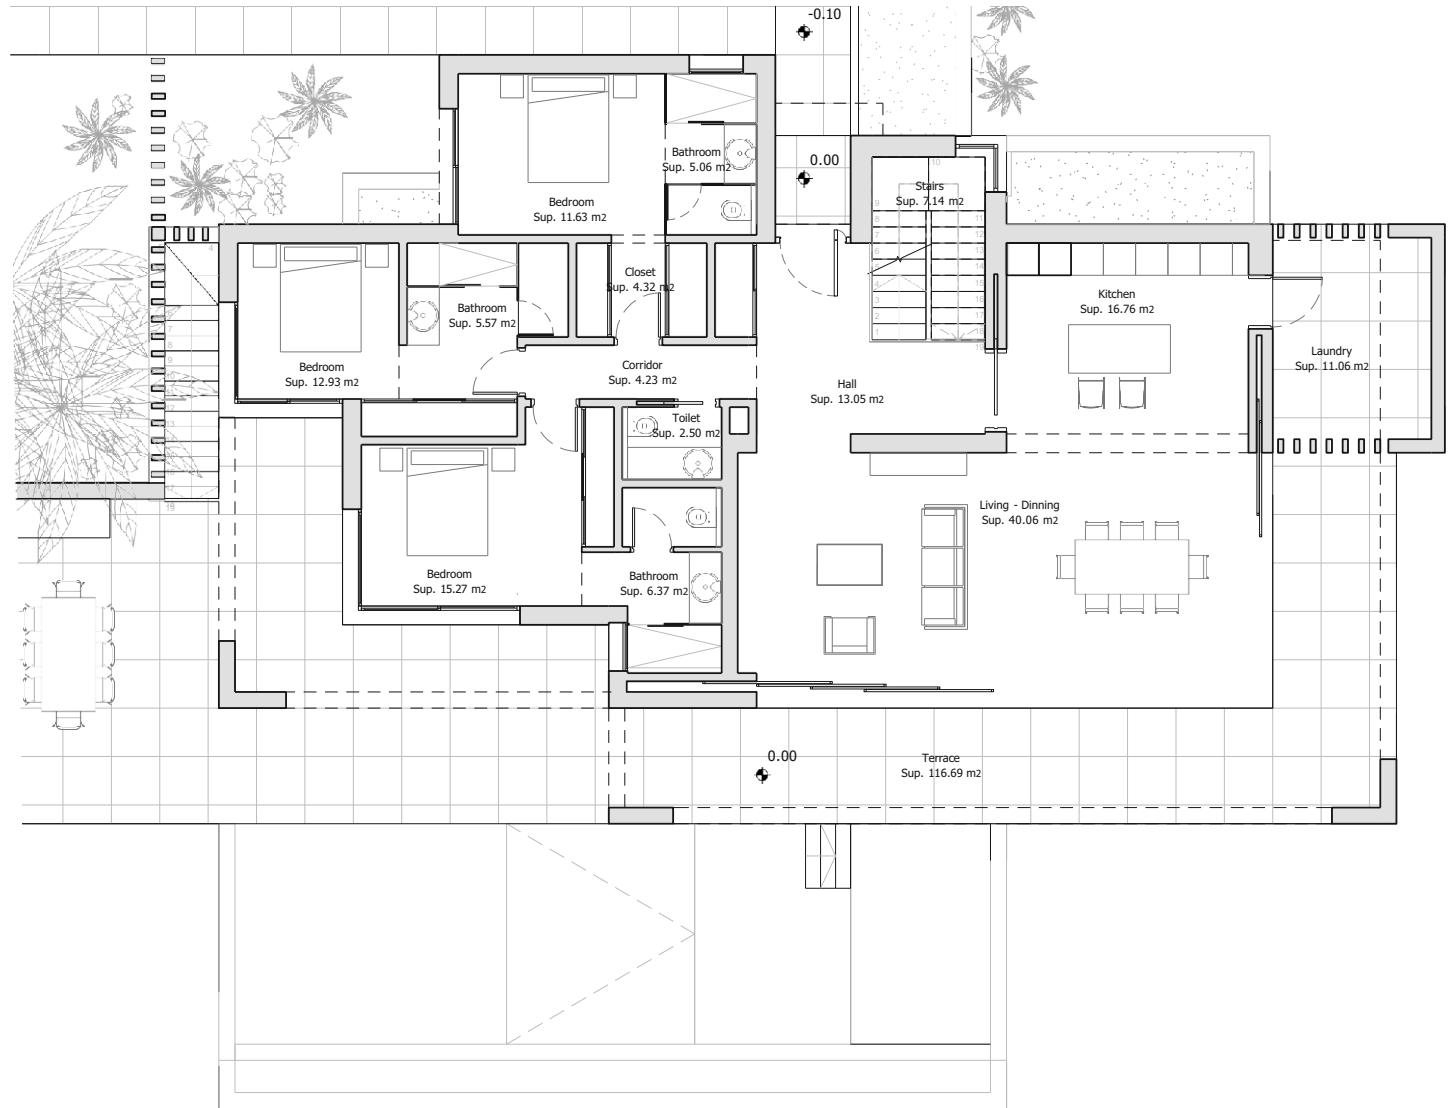 -0.10
0.00
Bathroom
Sup. 5.06 m2
Stairs
Sup. 7.14 m2
Bedroom
Sup. 11.63 m2
Closet
Sup. 4.32 m2
Kitchen
Sup. 16.76 m2
Bathroom
Sup. 5.57 m2
Laundry
Sup. 11.06 m2
Bedroom
Sup. 12.93 m2
Corridor
Sup. 4.23 m2
Hall
Sup. 13.05 m2
Toilet
Sup. 2.50 m2
Living - Dinning
Sup. 40.06 m2
Bedroom
Sup. 15.27 m2
Bathroom
Sup. 6.37 m2
0.00
Terrace
Sup. 116.69 m2